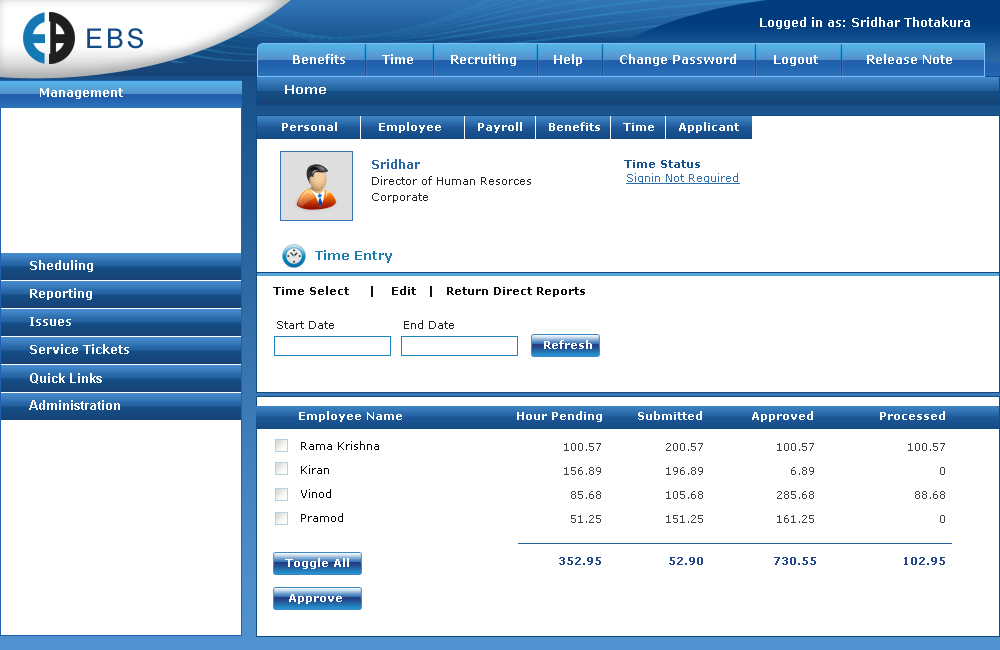 EBS
Logged in as: Sridhar Thotakura
Benefits Time Recruiting Help Change Password Logout Release Note
Home
Management
Sheduling
Reporting
Issues
Service Tickets
Quick Links
Administration
Personal Employee Payroll Benefits Time Applicant
Sridhar
Director of Human Resorces
Corporate
Time Status
Signin Not Required
Time Entry
Time Select | Edit | Return Direct Reports
Start Date End Date
Refresh
Employee Name Hour Pending Submitted Approved Processed
Rama Krishna 100.57 200.57 100.57 100.57
Kiran 156.89 196.89 6.89 0
Vinod 85.68 105.68 285.68 88.68
Pramod 51.25 151.25 161.25 0
352.95 52.90 730.55 102.95
Toggle All
Approve